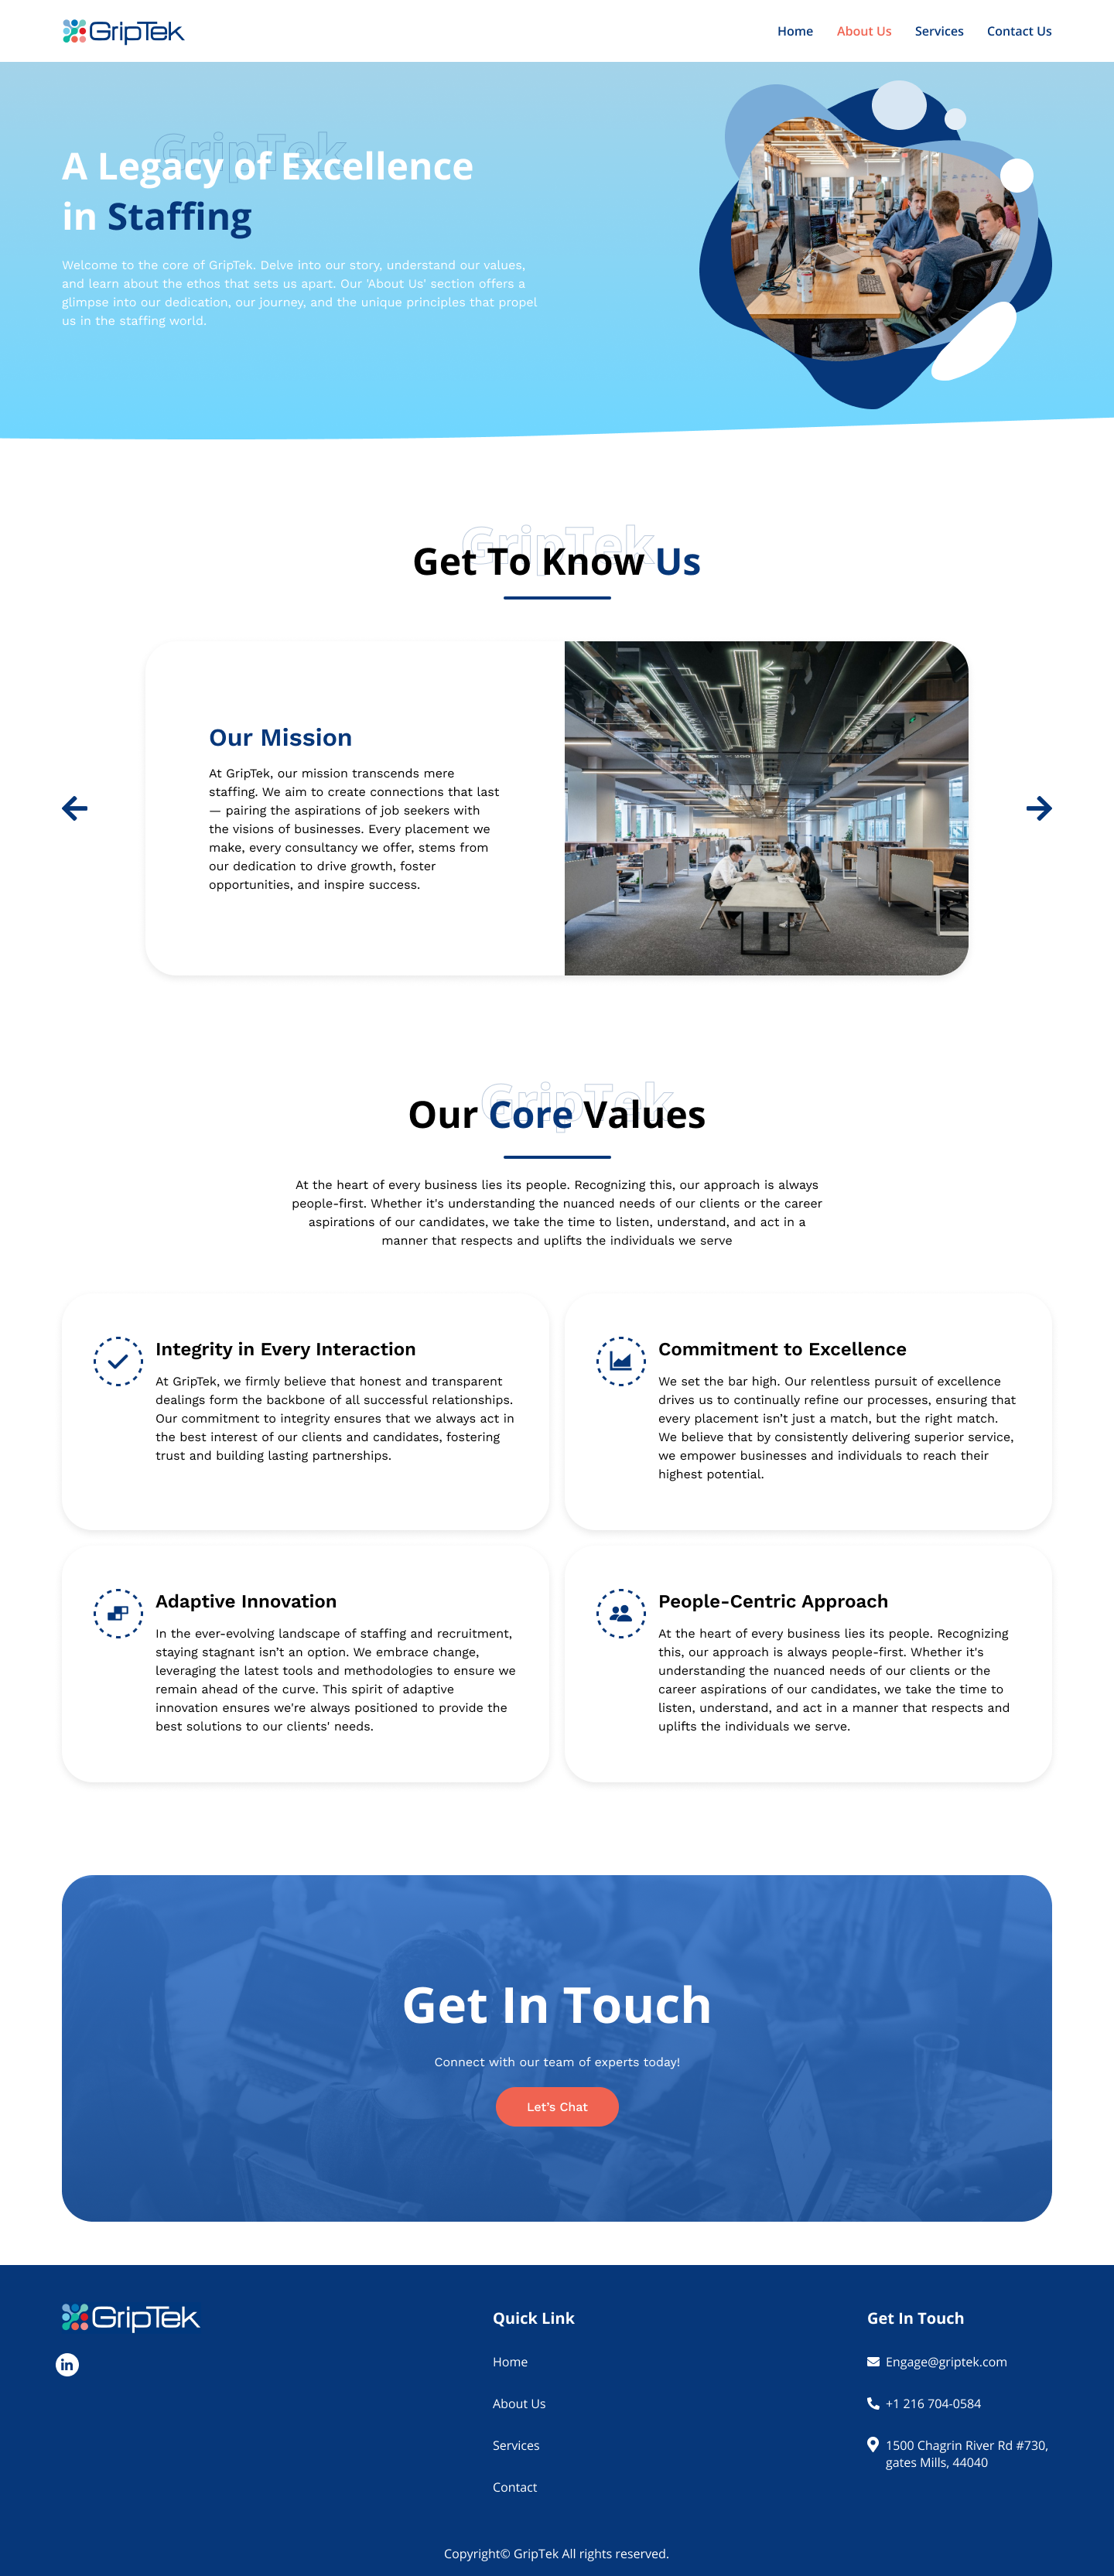 GripTek
Home About Us Services Contact Us
GripTek
A Legacy of Excellence
in Staffing
Welcome to the core of GripTek. Delve into our story, understand our values,
and learn about the ethos that sets us apart. Our 'About Us' section offers a
glimpse into our dedication, our journey, and the unique principles that propel
us in the staffing world.
GripTek
Get To Know Us
Our Mission
At GripTek, our mission transcends mere
staffing. We aim to create connections that last
— pairing the aspirations of job seekers with
the visions of businesses. Every placement we
make, every consultancy we offer, stems from
our dedication to drive growth, foster
opportunities, and inspire success.
GripTek
Our Core Values
At the heart of every business lies its people. Recognizing this, our approach is always
people-first. Whether it's understanding the nuanced needs of our clients or the career
aspirations of our candidates, we take the time to listen, understand, and act in a
manner that respects and uplifts the individuals we serve
Integrity in Every Interaction
At GripTek, we firmly believe that honest and transparent
dealings form the backbone of all successful relationships.
Our commitment to integrity ensures that we always act in
the best interest of our clients and candidates, fostering
trust and building lasting partnerships.
Commitment to Excellence
We set the bar high. Our relentless pursuit of excellence
drives us to continually refine our processes, ensuring that
every placement isn’t just a match, but the right match.
We believe that by consistently delivering superior service,
we empower businesses and individuals to reach their
highest potential.
Adaptive Innovation
In the ever-evolving landscape of staffing and recruitment,
staying stagnant isn’t an option. We embrace change,
leveraging the latest tools and methodologies to ensure we
remain ahead of the curve. This spirit of adaptive
innovation ensures we're always positioned to provide the
best solutions to our clients' needs.
People-Centric Approach
At the heart of every business lies its people. Recognizing
this, our approach is always people-first. Whether it's
understanding the nuanced needs of our clients or the
career aspirations of our candidates, we take the time to
listen, understand, and act in a manner that respects and
uplifts the individuals we serve.
Get In Touch
Connect with our team of experts today!
Let’s Chat
GripTek
in
Quick Link
Home
About Us
Services
Contact
Get In Touch
Engage@griptek.com
+1 216 704-0584
1500 Chagrin River Rd #730,
gates Mills, 44040
Copyright© GripTek All rights reserved.